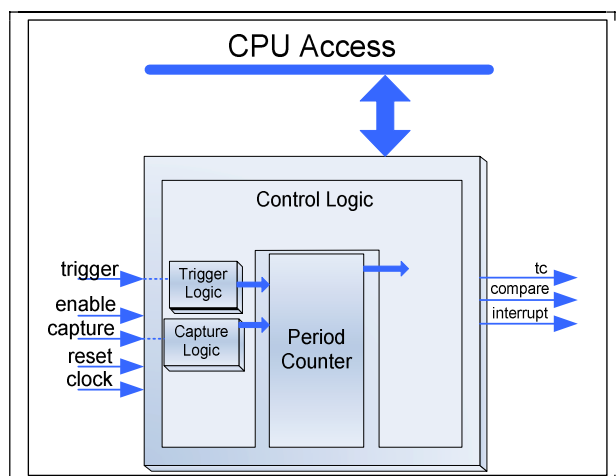 CPU Access
Control Logic
trigger
enable
capture
reset
clock
Trigger
Logic
Capture
Logic
Period
Counter
tc
compare
interrupt